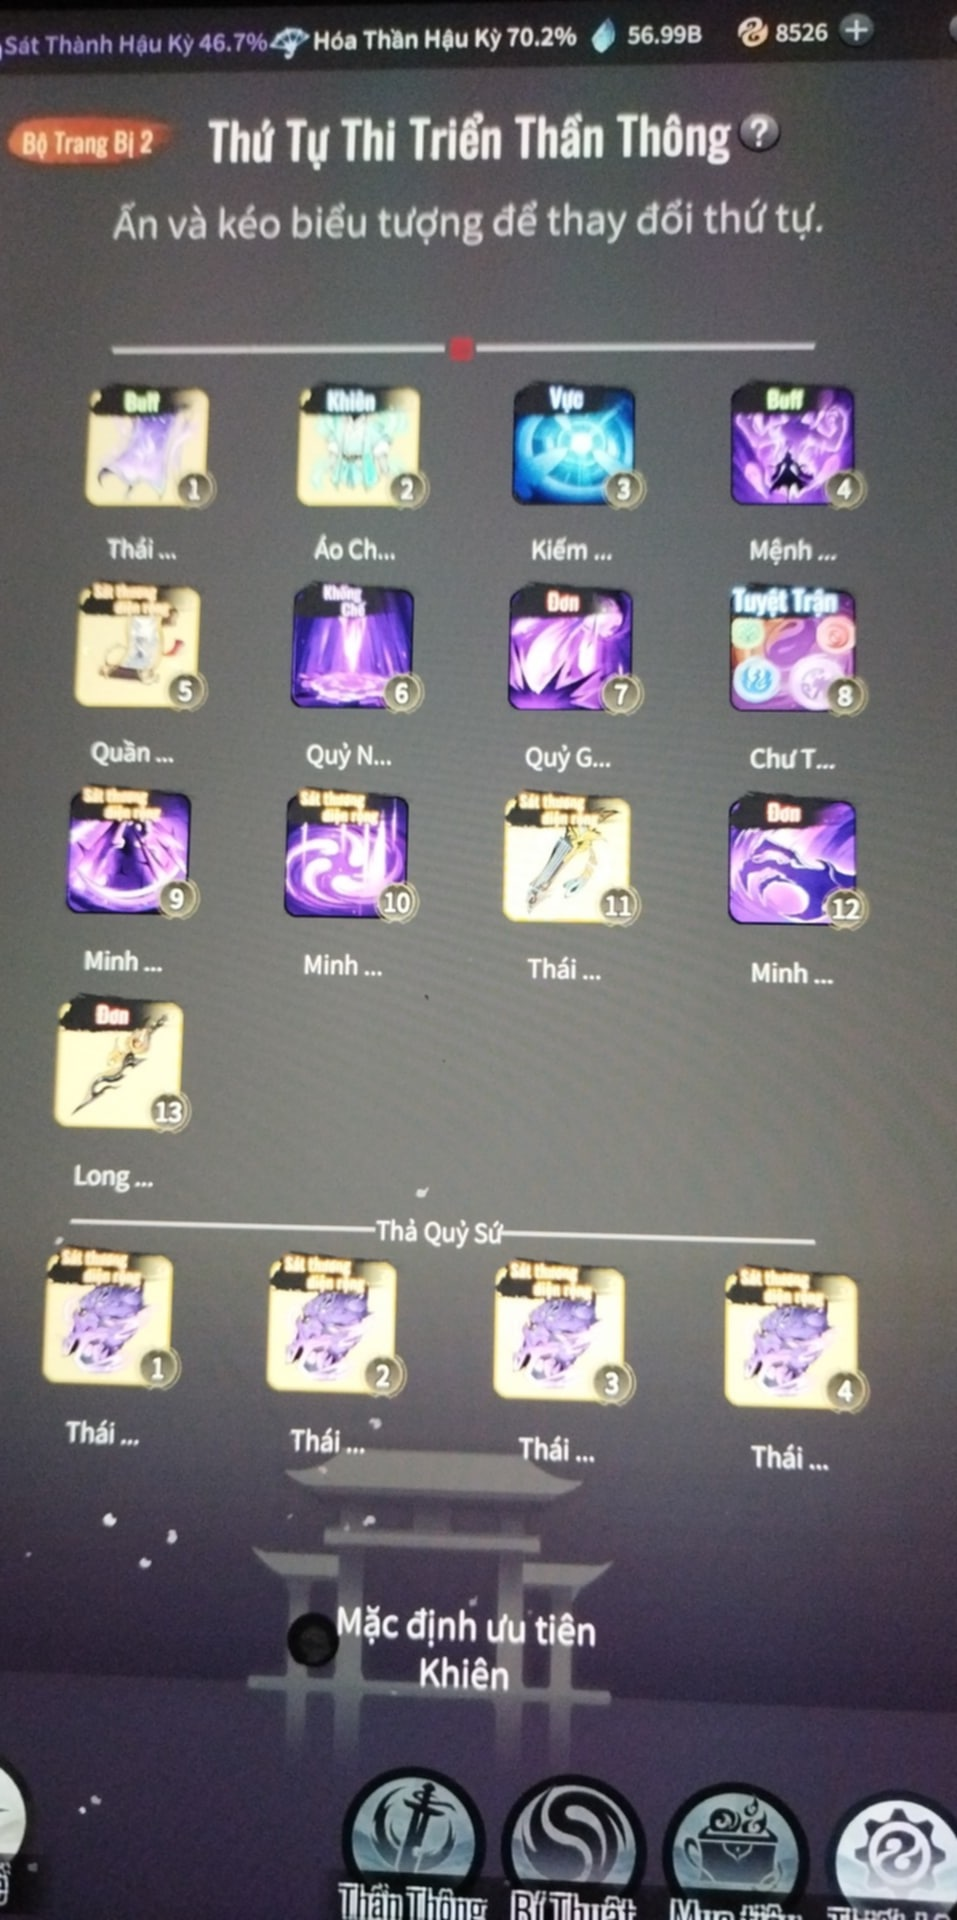 Sát Thành Hậu Kỳ 46.7% Hóa Thần Hậu Kỳ 70.2% 56.99B 8526 +
Bộ Trang Bị 2 Thứ Tự Thi Triển Thần Thông ?
Ấn và kéo biểu tượng để thay đổi thứ tự.
Buff Khiên Vực Buff
1 2 3 4
Thái ... Áo Ch... Kiếm ... Mệnh ...
Sát thương diện rộng Khống Chế Đơn Tuyệt Trận
5 6 7 8
Quần ... Quỷ N... Quỷ G... Chư T...
Sát thương diện rộng Sát thương diện rộng Sát thương diện rộng Đơn
9 10 11 12
Minh ... Minh ... Thái ... Minh ...
Đơn
13
Long ...
Thả Quỷ Sứ
Sát thương diện rộng Sát thương diện rộng Sát thương diện rộng Sát thương diện rộng
1 2 3 4
Thái ... Thái ... Thái ... Thái ...
Mặc định ưu tiên
Khiên
Thần Thông Bí Thuật